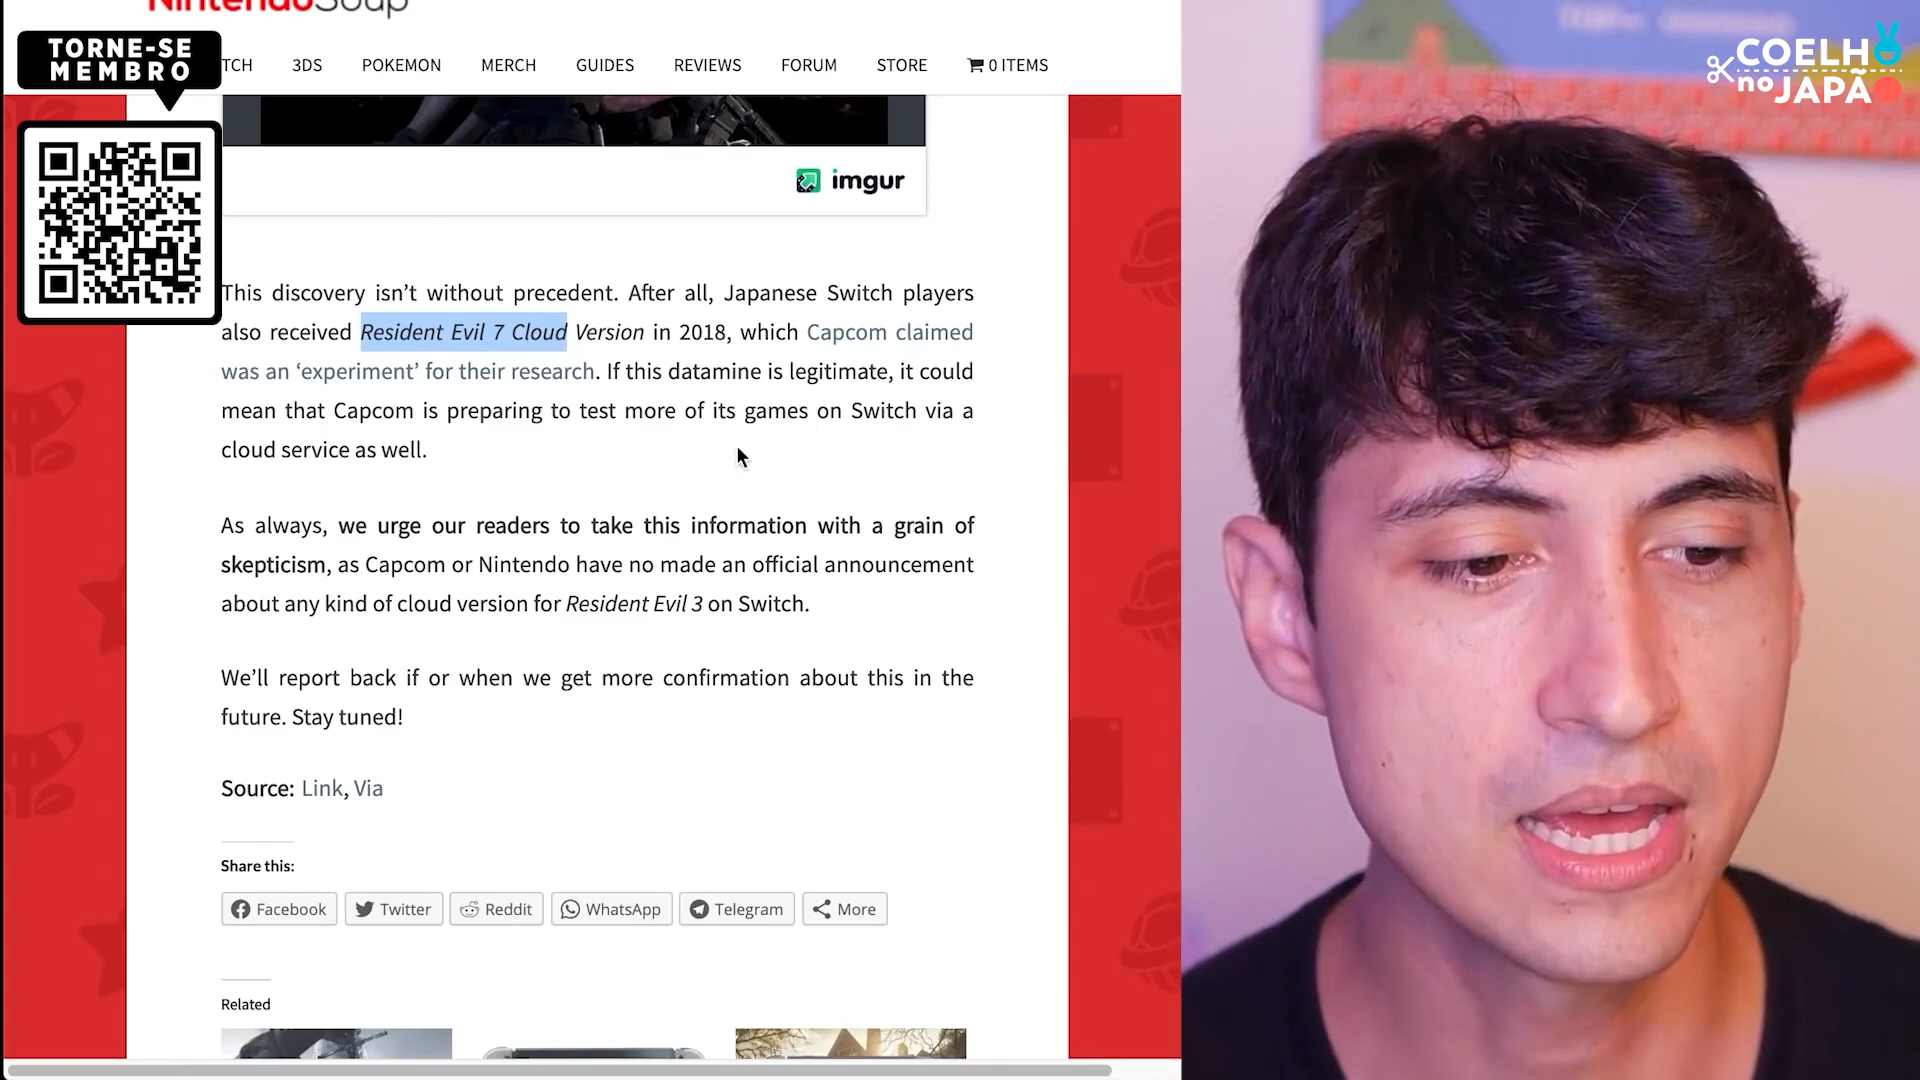 NintendoSoup
TORNE-SE
MEMBRO
TCH
3DS
POKEMON
MERCH
GUIDES
REVIEWS
FORUM
STORE
0 ITEMS
COELHO
no JAPÃO
imgur
This discovery isn’t without precedent. After all, Japanese Switch players
also received Resident Evil 7 Cloud Version in 2018, which Capcom claimed
was an ‘experiment’ for their research. If this datamine is legitimate, it could
mean that Capcom is preparing to test more of its games on Switch via a
cloud service as well.
As always, we urge our readers to take this information with a grain of
skepticism, as Capcom or Nintendo have no made an official announcement
about any kind of cloud version for Resident Evil 3 on Switch.
We’ll report back if or when we get more confirmation about this in the
future. Stay tuned!
Source: Link, Via
Share this:
Facebook
Twitter
Reddit
WhatsApp
Telegram
More
Related